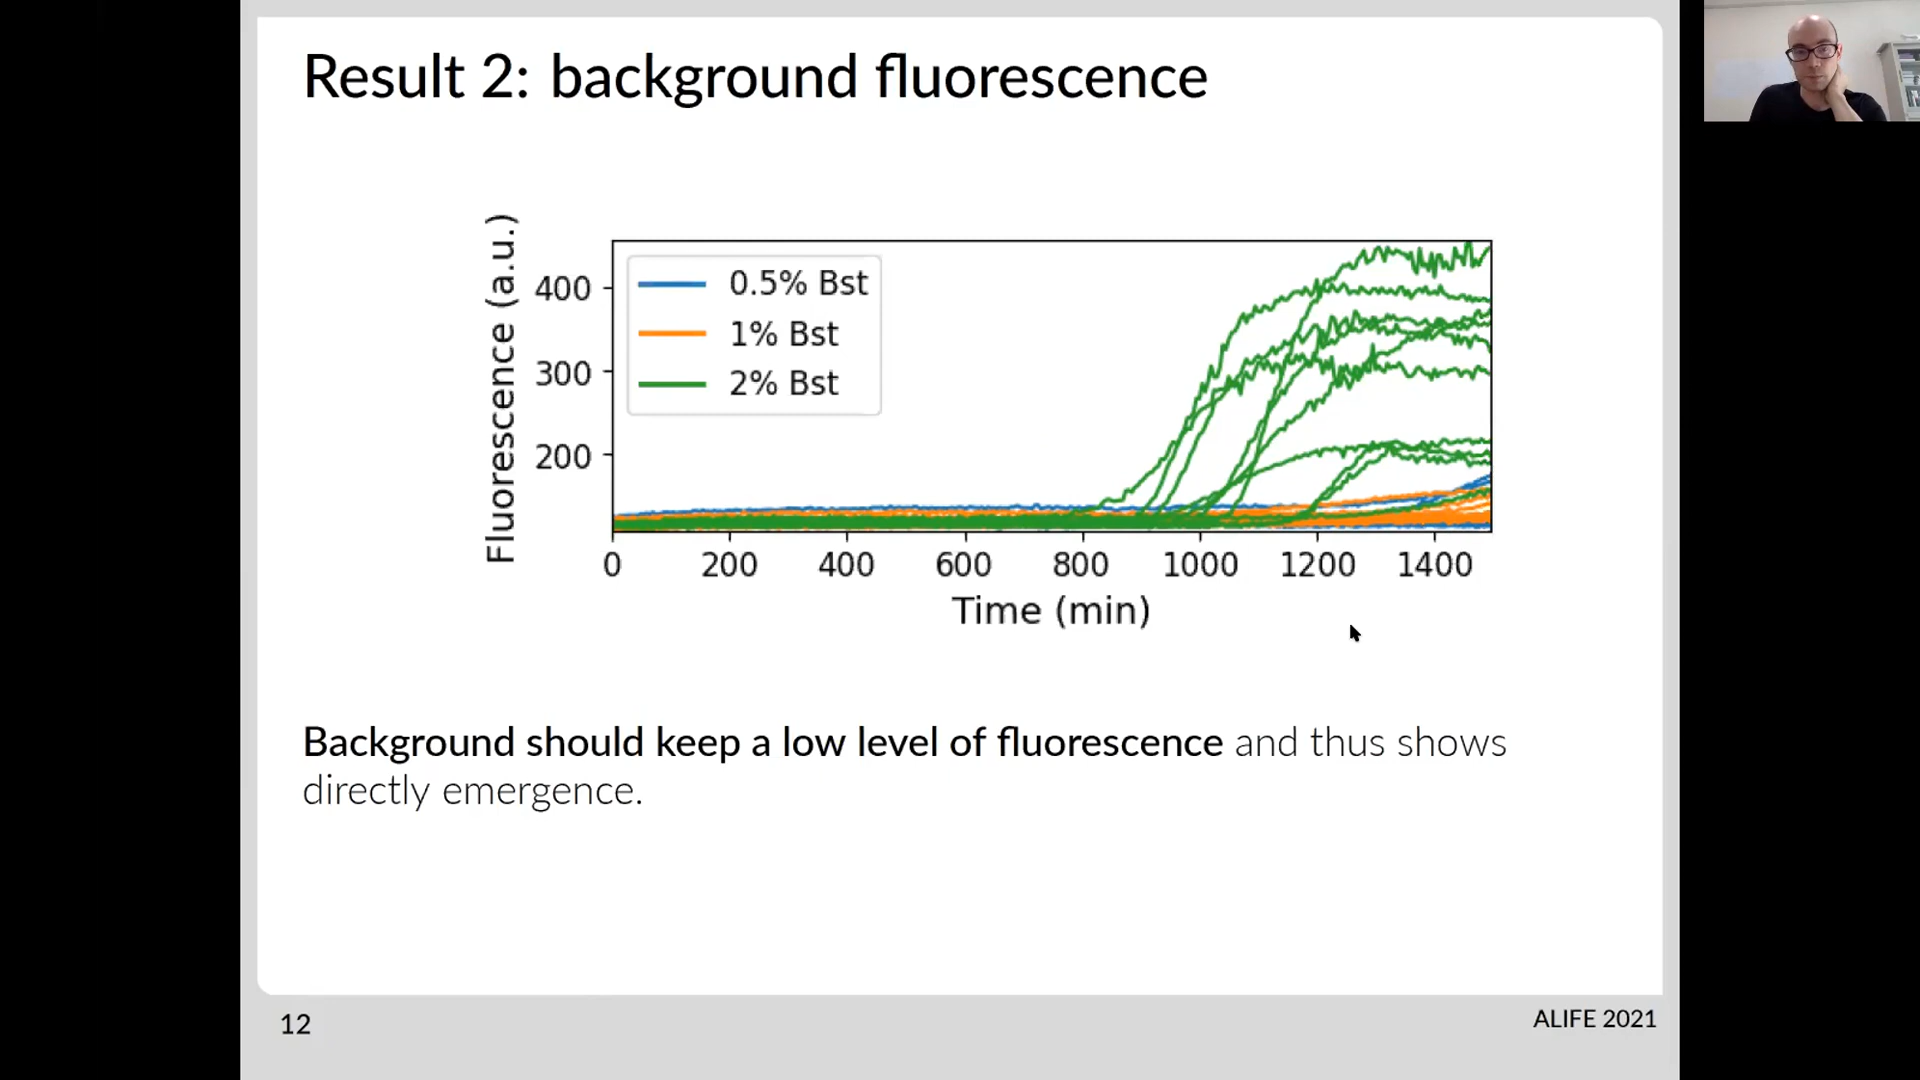 Result 2: background fluorescence
Fluorescence (a.u.)
400
300
200
0.5% Bst
1% Bst
2% Bst
0 200 400 600 800 1000 1200 1400
Time (min)
Background should keep a low level of fluorescence and thus shows
directly emergence.
12
ALIFE 2021